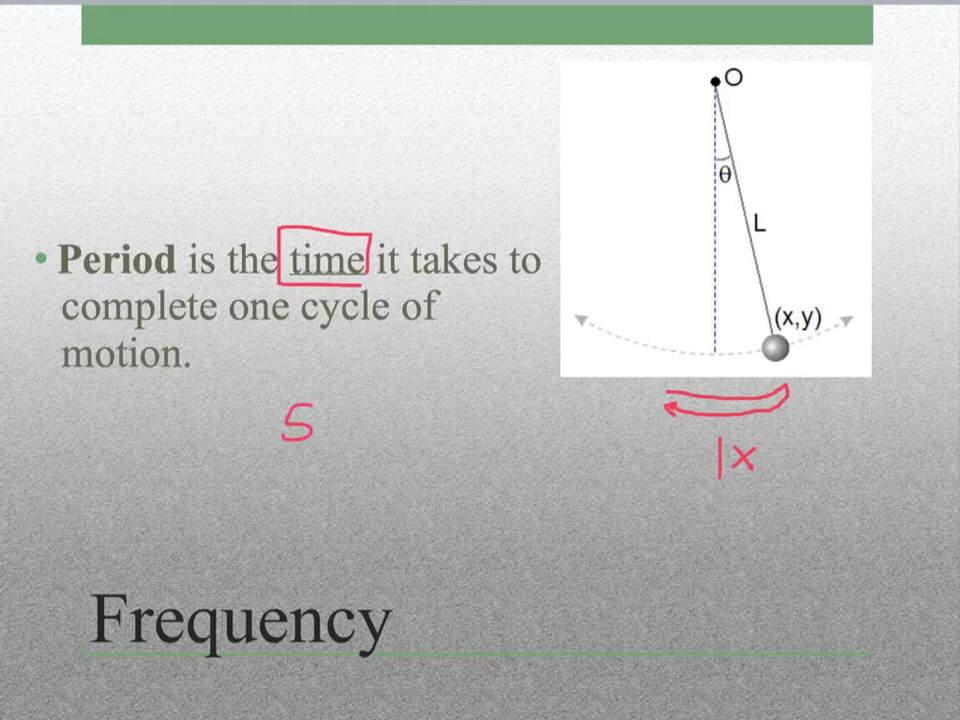 • Period is the time it takes to
complete one cycle of
motion.
O
θ
L
(x,y)
S
1x
Frequency